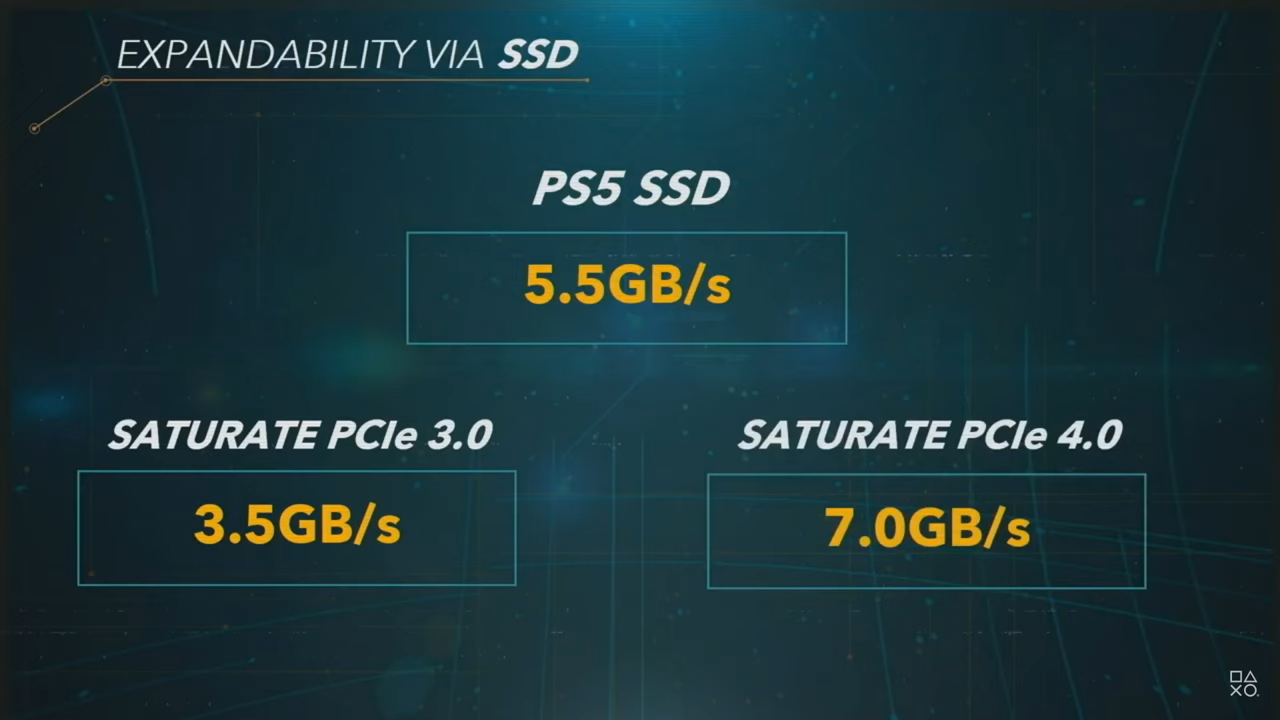 EXPANDABILITY VIA SSD
PS5 SSD
5.5GB/s
SATURATE PCIe 3.0
3.5GB/s
SATURATE PCIe 4.0
7.0GB/s